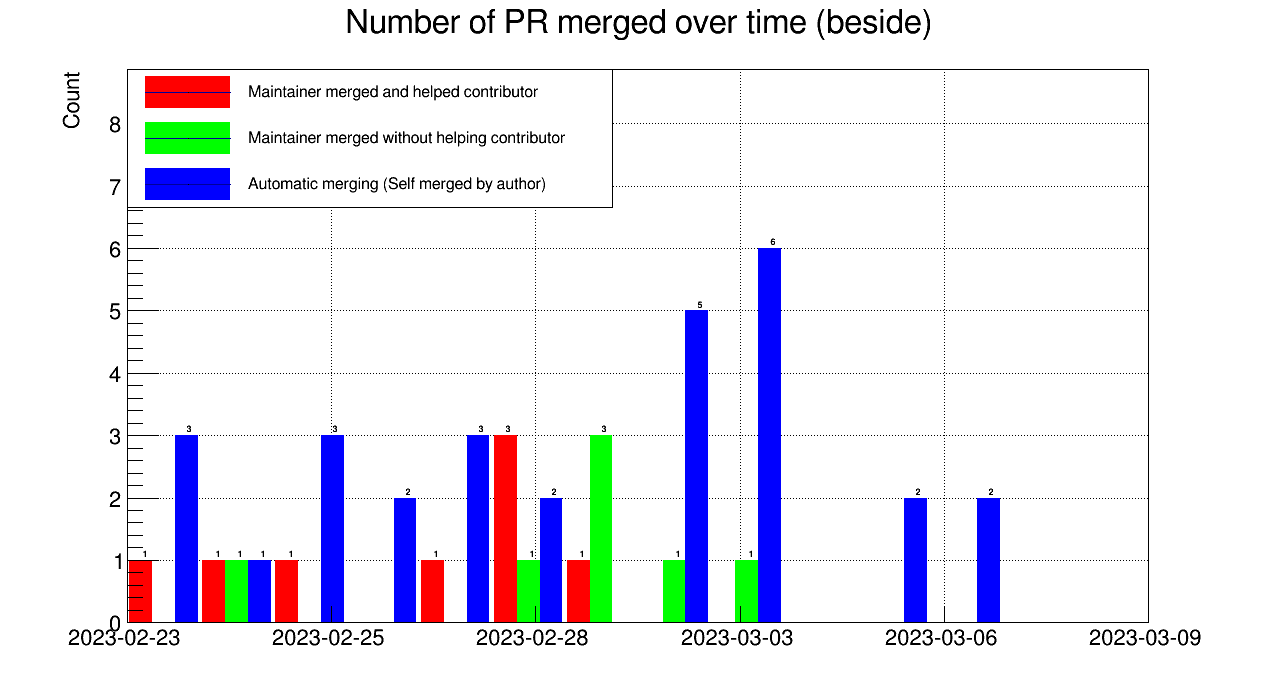 Number of PR merged over time (beside)
Count
Maintainer merged and helped contributor
Maintainer merged without helping contributor
Automatic merging (Self merged by author)
8
7
6
5
4
3
2
1
0
6
5
3 3 3 3 3
2 2 2 2
1 1 1 1 1 1 1 1 1 1
2023-02-23 2023-02-25 2023-02-28 2023-03-03 2023-03-06 2023-03-09